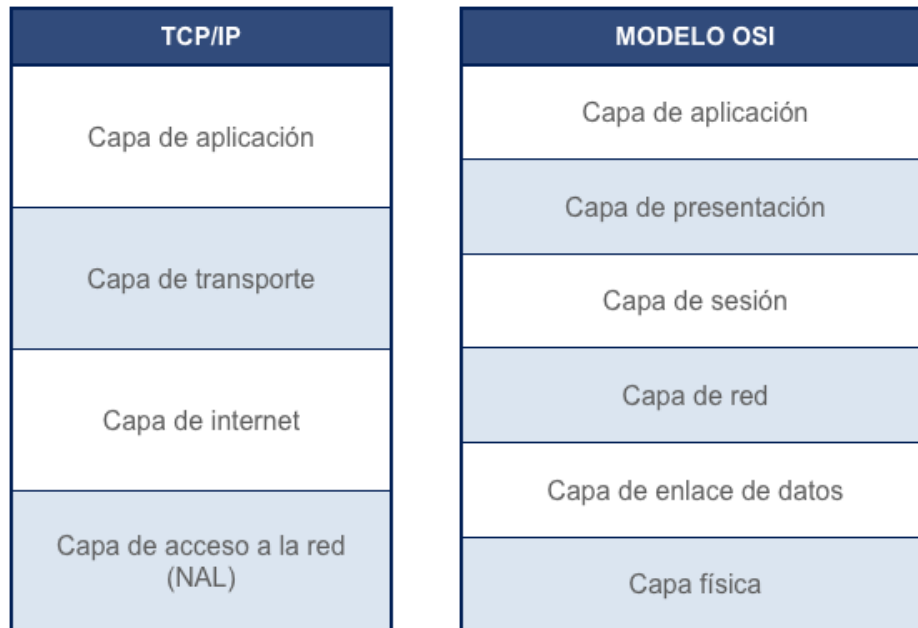 TCP/IP
Capa de aplicación
Capa de transporte
Capa de internet
Capa de acceso a la red
(NAL)
MODELO OSI
Capa de aplicación
Capa de presentación
Capa de sesión
Capa de red
Capa de enlace de datos
Capa física